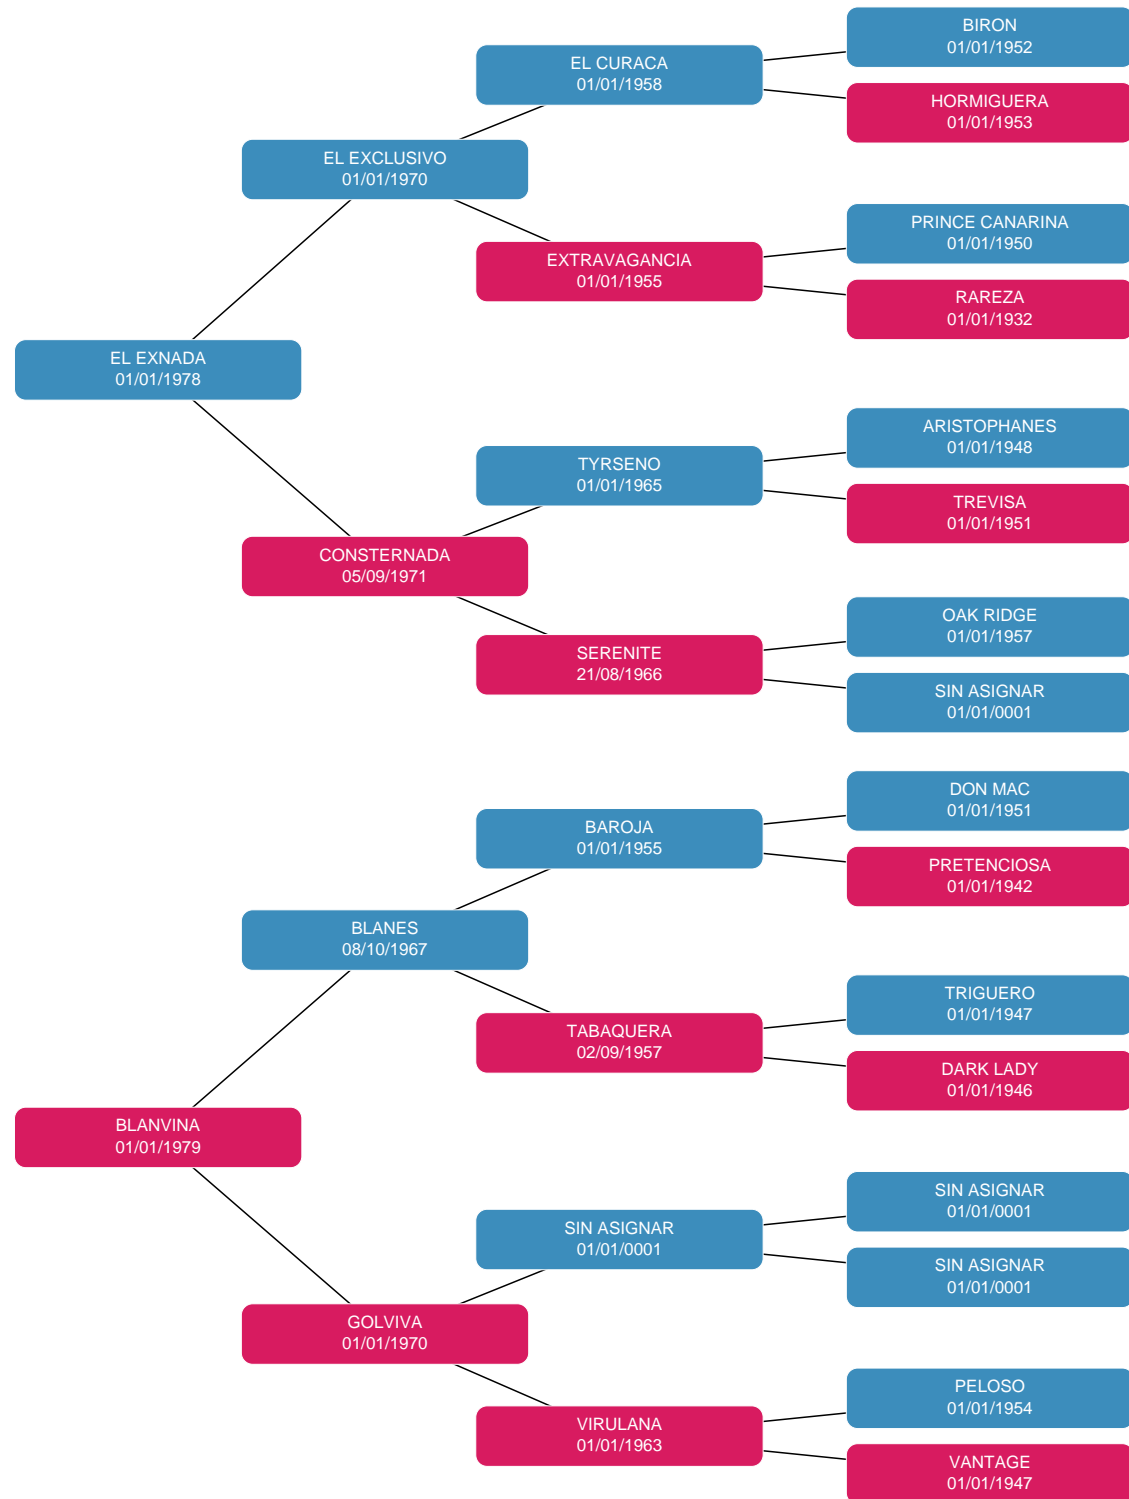 BIRON
01/01/1952
EL CURACA
01/01/1958
HORMIGUERA
01/01/1953
EL EXCLUSIVO
01/01/1970
PRINCE CANARINA
01/01/1950
EXTRAVAGANCIA
01/01/1955
RAREZA
01/01/1932
EL EXNADA
01/01/1978
ARISTOPHANES
01/01/1948
TYRSENO
01/01/1965
TREVISA
01/01/1951
CONSTERNADA
05/09/1971
OAK RIDGE
01/01/1957
SERENITE
21/08/1966
SIN ASIGNAR
01/01/0001
DON MAC
01/01/1951
BAROJA
01/01/1955
PRETENCIOSA
01/01/1942
BLANES
08/10/1967
TRIGUERO
01/01/1947
TABAQUERA
02/09/1957
DARK LADY
01/01/1946
BLANVINA
01/01/1979
SIN ASIGNAR
01/01/0001
SIN ASIGNAR
01/01/0001
SIN ASIGNAR
01/01/0001
GOLVIVA
01/01/1970
PELOSO
01/01/1954
VIRULANA
01/01/1963
VANTAGE
01/01/1947